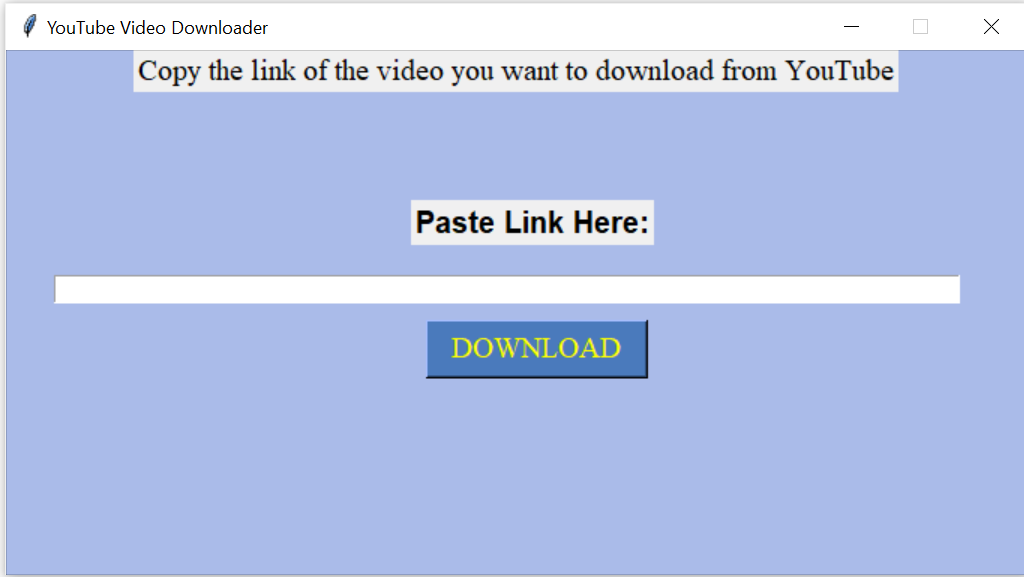 YouTube Video Downloader
Copy the link of the video you want to download from YouTube
Paste Link Here:
DOWNLOAD